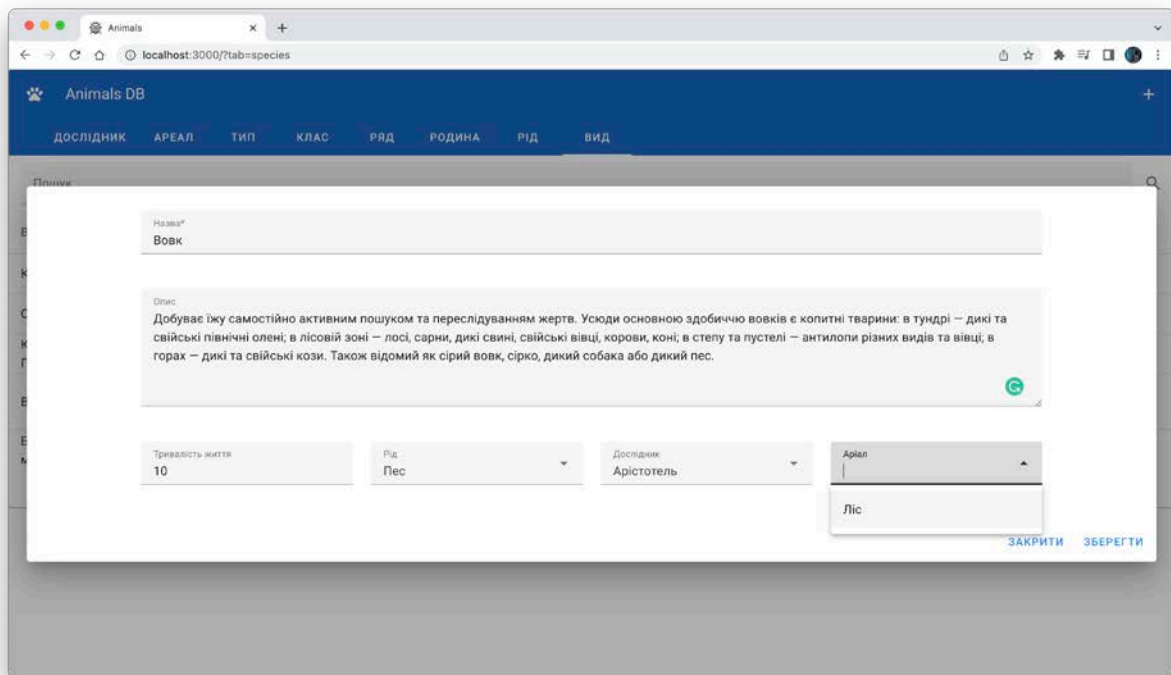 Animals
localhost:3000/?tab=species
Animals DB
ДОСЛІДНИК АРЕАЛ ТИП КЛАС РЯД РОДИНА РІД ВИД
Пошук
Назва*
Вовк
Опис
Добуває їжу самостійно активним пошуком та переслідуванням жертв. Усюди основною здобиччю вовків є копитні тварини: в тундрі — дикі та
свійські північні олені; в лісовій зоні — лосі, сарни, дикі свині, свійські вівці, корови, коні; в степу та пустелі — антилопи різних видів та вівці; в
горах — дикі та свійські кози. Також відомий як сірий вовк, сірко, дикий собака або дикий пес.
Тривалість життя Рід Дослідник Аріал
10 Пес Арістотель
Ліс
ЗАКРИТИ ЗБЕРЕГТИ